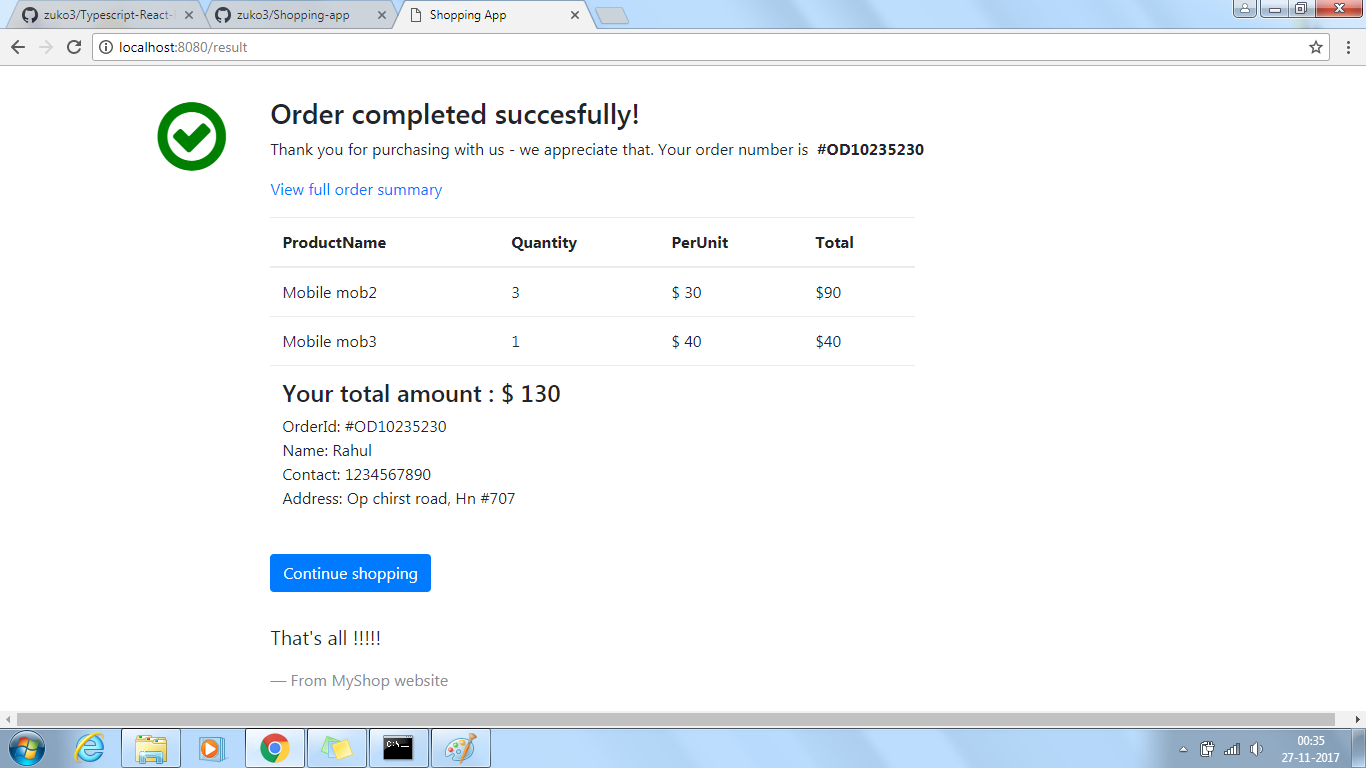 zuko3/Typescript-React-
zuko3/Shopping-app
Shopping App
localhost:8080/result
Order completed succesfully!
Thank you for purchasing with us - we appreciate that. Your order number is #OD10235230
View full order summary
ProductName Quantity PerUnit Total
Mobile mob2 3 $ 30 $90
Mobile mob3 1 $ 40 $40
Your total amount : $ 130
OrderId: #OD10235230
Name: Rahul
Contact: 1234567890
Address: Op chirst road, Hn #707
Continue shopping
That's all !!!!!
— From MyShop website
C:\
00:35
27-11-2017